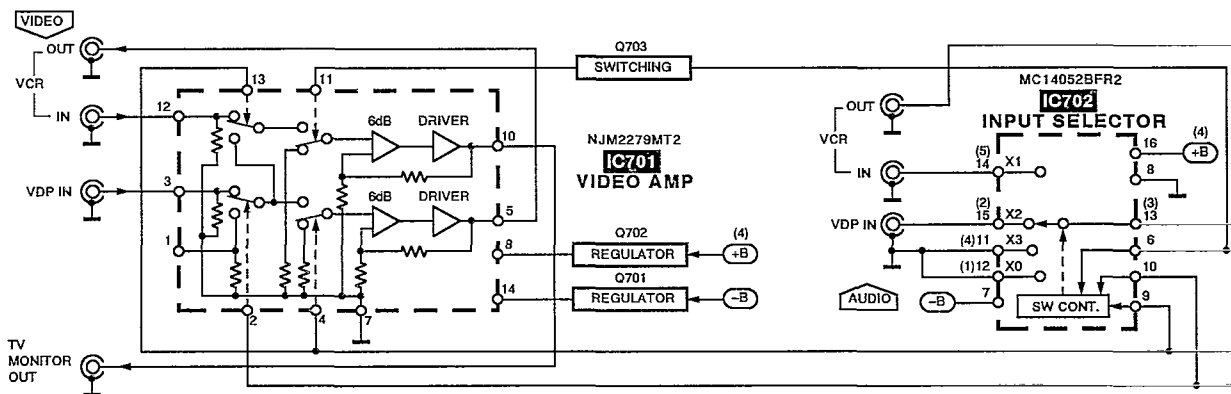 VIDEO
OUT
VCR
IN
VDP IN
TV
MONITOR
OUT
13
11
12
3
1
2
4
7
6dB
DRIVER
10
6dB
DRIVER
5
8
14
NJM2279MT2
IC701
VIDEO AMP
Q703
SWITCHING
Q702
REGULATOR
(4)
+B
Q701
REGULATOR
–B
MC14052BFR2
IC702
INPUT SELECTOR
OUT
VCR
IN
VDP IN
AUDIO
(5)
14 X1
(2)
15 X2
(4) 11 X3
(1) 12 X0
–B
7
SW CONT.
16
(4)
+B
8
(3)
13
6
10
9